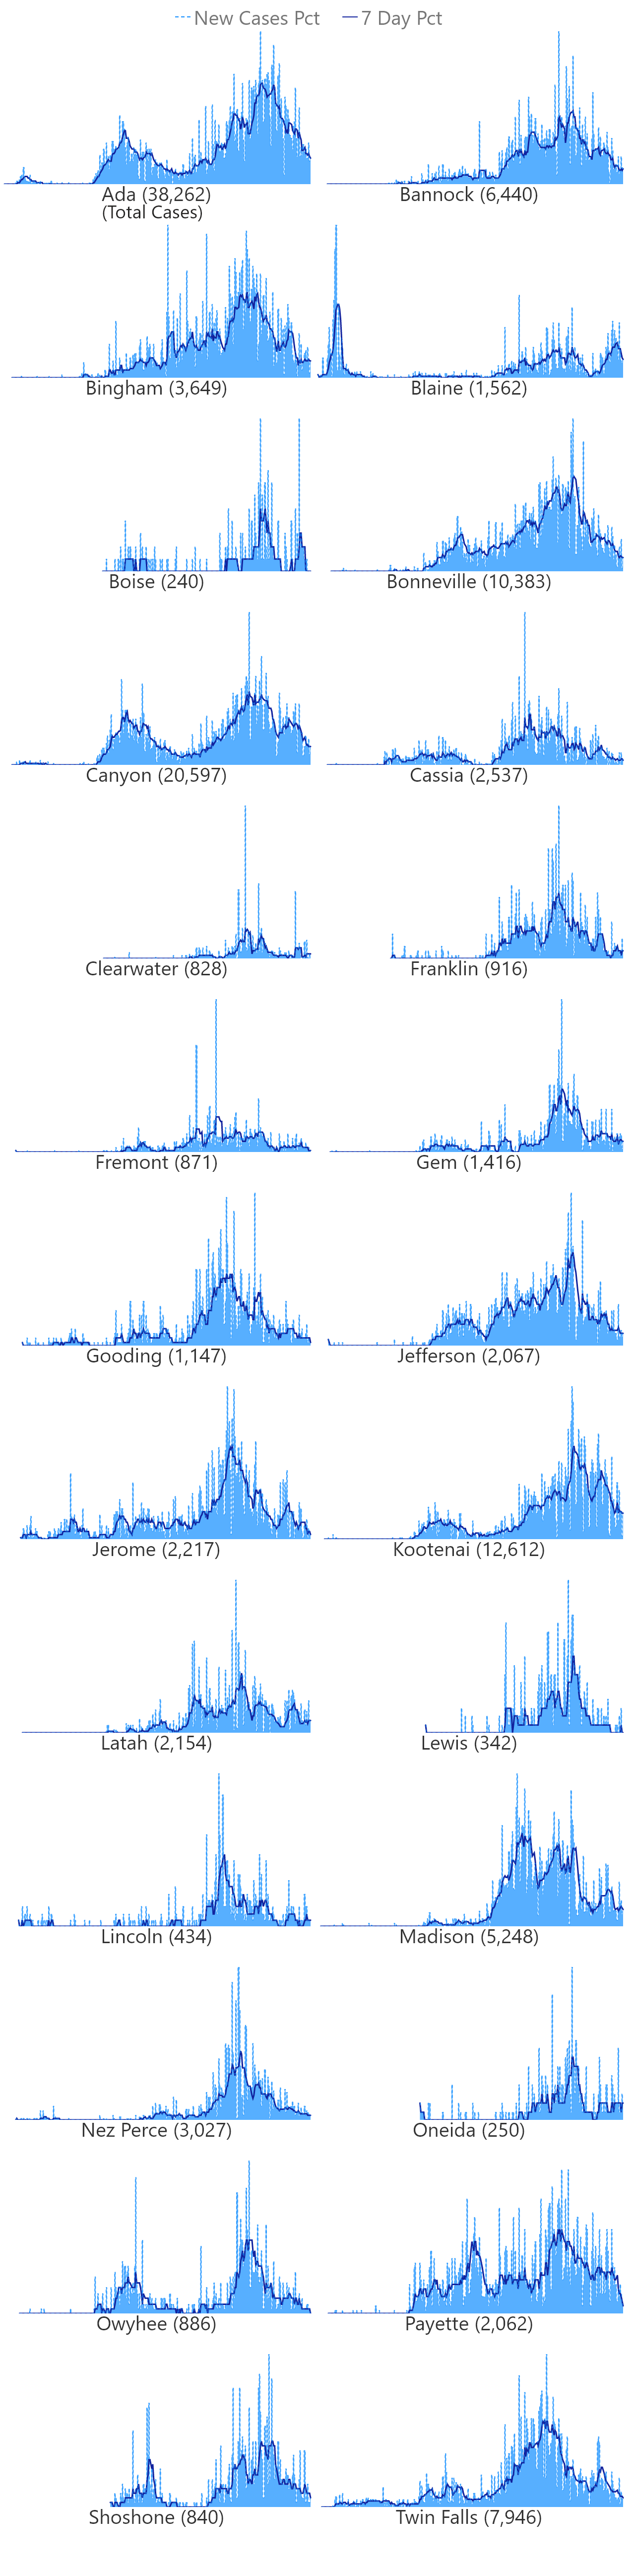 New Cases Pct 7 Day Pct
Ada (38,262)
(Total Cases)
Bannock (6,440)
Bingham (3,649)
Blaine (1,562)
Boise (240)
Bonneville (10,383)
Canyon (20,597)
Cassia (2,537)
Clearwater (828)
Franklin (916)
Fremont (871)
Gem (1,416)
Gooding (1,147)
Jefferson (2,067)
Jerome (2,217)
Kootenai (12,612)
Latah (2,154)
Lewis (342)
Lincoln (434)
Madison (5,248)
Nez Perce (3,027)
Oneida (250)
Owyhee (886)
Payette (2,062)
Shoshone (840)
Twin Falls (7,946)